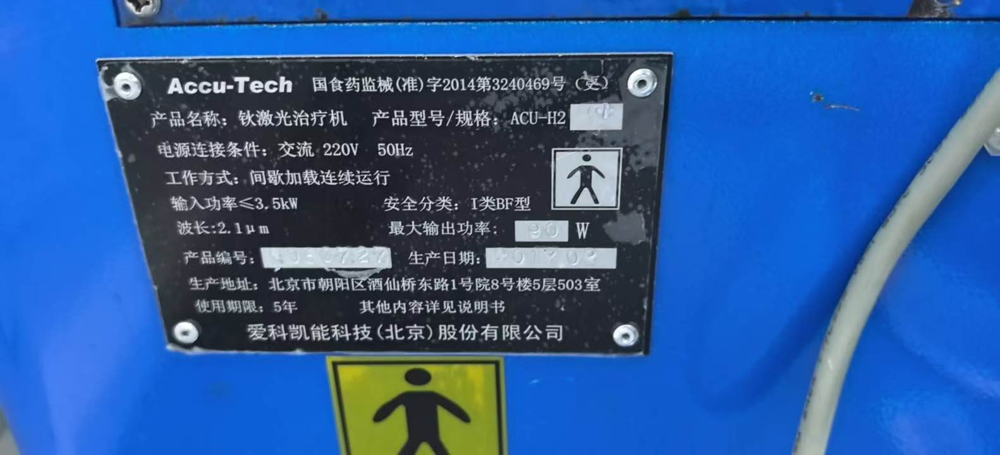 Accu-Tech 国食药监械(准)字2014第3240469号（更）
产品名称：钬激光治疗机 产品型号/规格：ACU-H2
电源连接条件：交流 220V 50Hz
工作方式：间歇加载连续运行
输入功率≤3.5kW 安全分类：I类BF型
波长:2.1μm 最大输出功率: 90 W
产品编号: 生产日期:
生产地址：北京市朝阳区酒仙桥东路1号院8号楼5层503室
使用期限：5年 其他内容详见说明书
爱科凯能科技(北京)股份有限公司